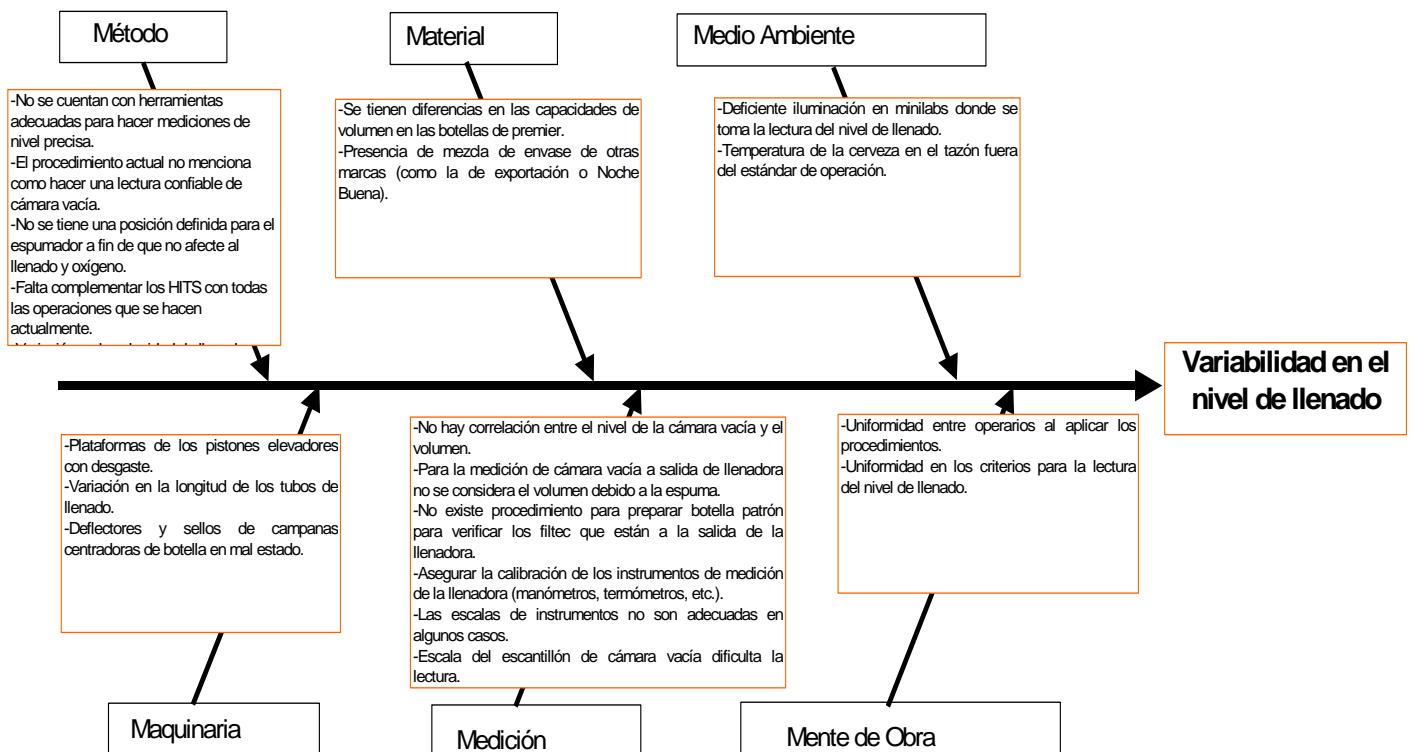 Método
Material
Medio Ambiente
-No se cuentan con herramientas
adecuadas para hacer mediciones de
nivel precisa.
-El procedimiento actual no menciona
como hacer una lectura confiable de
cámara vacía.
-No se tiene una posición definida para el
espumador a fin de que no afecte al
llenado y oxígeno.
-Falta complementar los HITS con todas
las operaciones que se hacen
actualmente.
-Se tienen diferencias en las capacidades de
volumen en las botellas de premier.
-Presencia de mezcla de envase de otras
marcas (como la de exportación o Noche
Buena).
-Deficiente iluminación en minilabs donde se
toma la lectura del nivel de llenado.
-Temperatura de la cerveza en el tazón fuera
del estándar de operación.
Variabilidad en el
nivel de llenado
-Plataformas de los pistones elevadores
con desgaste.
-Variación en la longitud de los tubos de
llenado.
-Deflectores y sellos de campanas
centradoras de botella en mal estado.
-No hay correlación entre el nivel de la cámara vacía y el
volumen.
-Para la medición de cámara vacía a salida de llenadora
no se considera el volumen debido a la espuma.
-No existe procedimiento para preparar botella patrón
para verificar los filtec que están a la salida de la
llenadora.
-Asegurar la calibración de los instrumentos de medición
de la llenadora (manómetros, termómetros, etc.).
-Las escalas de instrumentos no son adecuadas en
algunos casos.
-Escala del escantillón de cámara vacía dificulta la
lectura.
-Uniformidad entre operarios al aplicar los
procedimientos.
-Uniformidad en los criterios para la lectura
del nivel de llenado.
Maquinaria
Medición
Mente de Obra